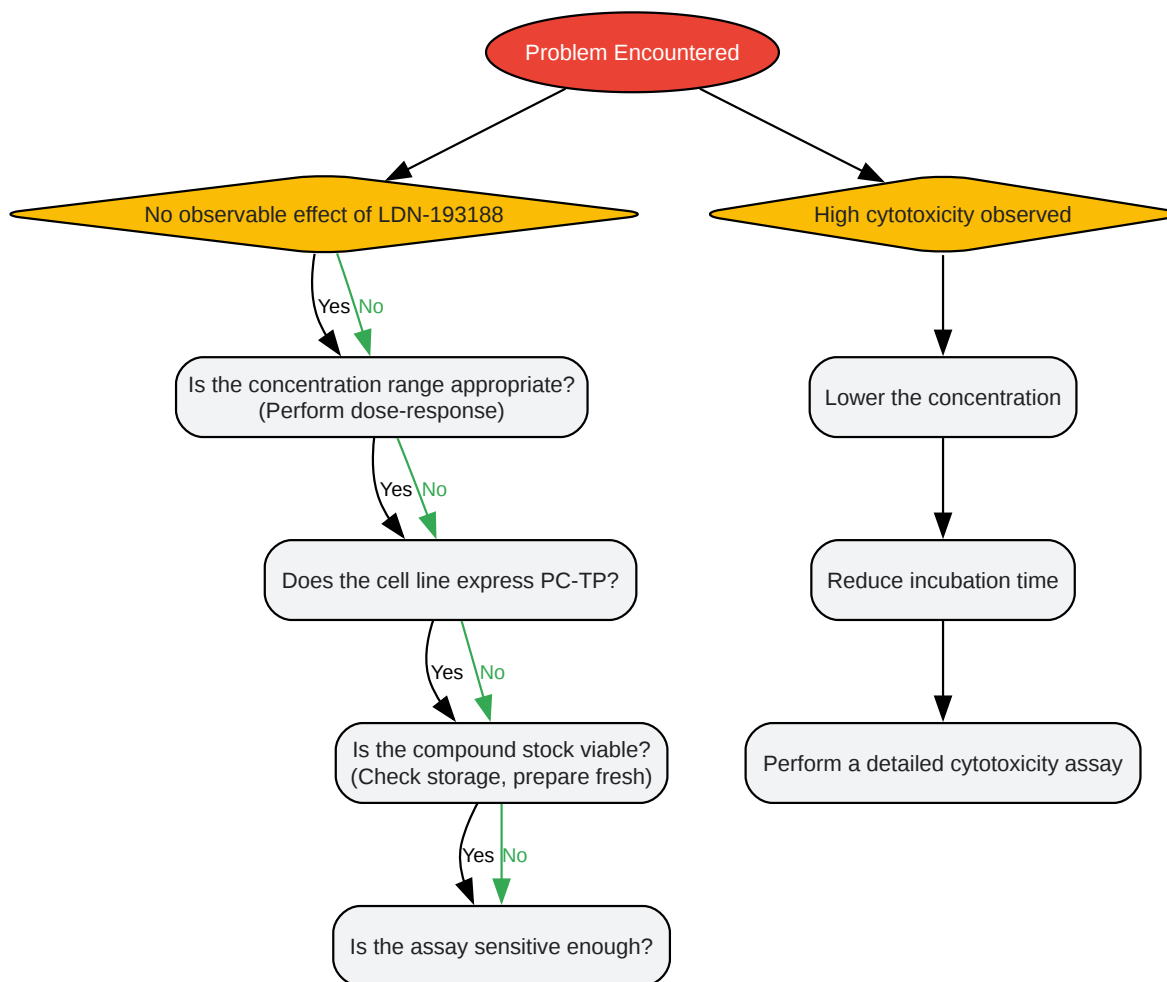 Problem Encountered
No observable effect of LDN-193188
High cytotoxicity observed
Yes
No
Is the concentration range appropriate?
(Perform dose-response)
Lower the concentration
Yes
No
Does the cell line express PC-TP?
Reduce incubation time
Yes
No
Is the compound stock viable?
(Check storage, prepare fresh)
Perform a detailed cytotoxicity assay
Yes
No
Is the assay sensitive enough?